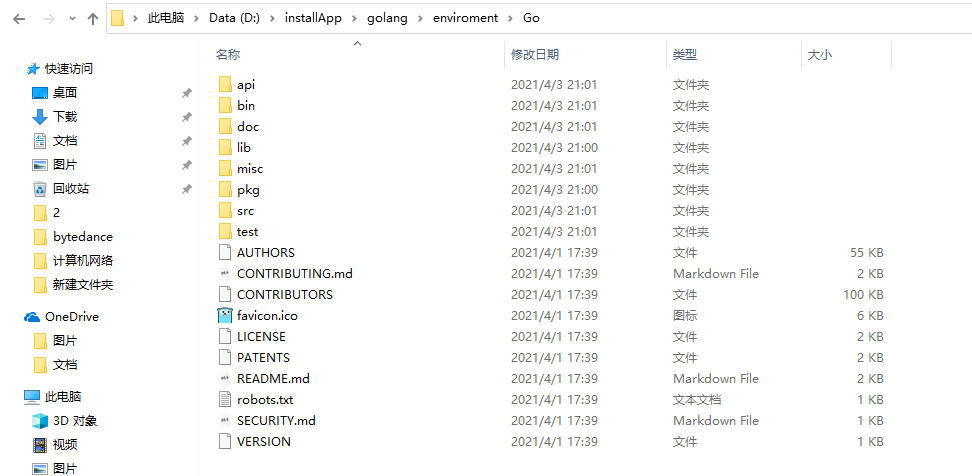 此电脑 Data (D:) installApp golang enviroment Go
名称 修改日期 类型 大小
快速访问
桌面
下载
文档
图片
回收站
2
bytedance
计算机网络
新建文件夹
OneDrive
图片
文档
此电脑
3D 对象
视频
图片
api 2021/4/3 21:01 文件夹
bin 2021/4/3 21:01 文件夹
doc 2021/4/3 21:01 文件夹
lib 2021/4/3 21:00 文件夹
misc 2021/4/3 21:01 文件夹
pkg 2021/4/3 21:00 文件夹
src 2021/4/3 21:01 文件夹
test 2021/4/3 21:01 文件夹
AUTHORS 2021/4/1 17:39 文件 55 KB
CONTRIBUTING.md 2021/4/1 17:39 Markdown File 2 KB
CONTRIBUTORS 2021/4/1 17:39 文件 100 KB
favicon.ico 2021/4/1 17:39 图标 6 KB
LICENSE 2021/4/1 17:39 文件 2 KB
PATENTS 2021/4/1 17:39 文件 2 KB
README.md 2021/4/1 17:39 Markdown File 2 KB
robots.txt 2021/4/1 17:39 文本文档 1 KB
SECURITY.md 2021/4/1 17:39 Markdown File 1 KB
VERSION 2021/4/1 17:39 文件 1 KB